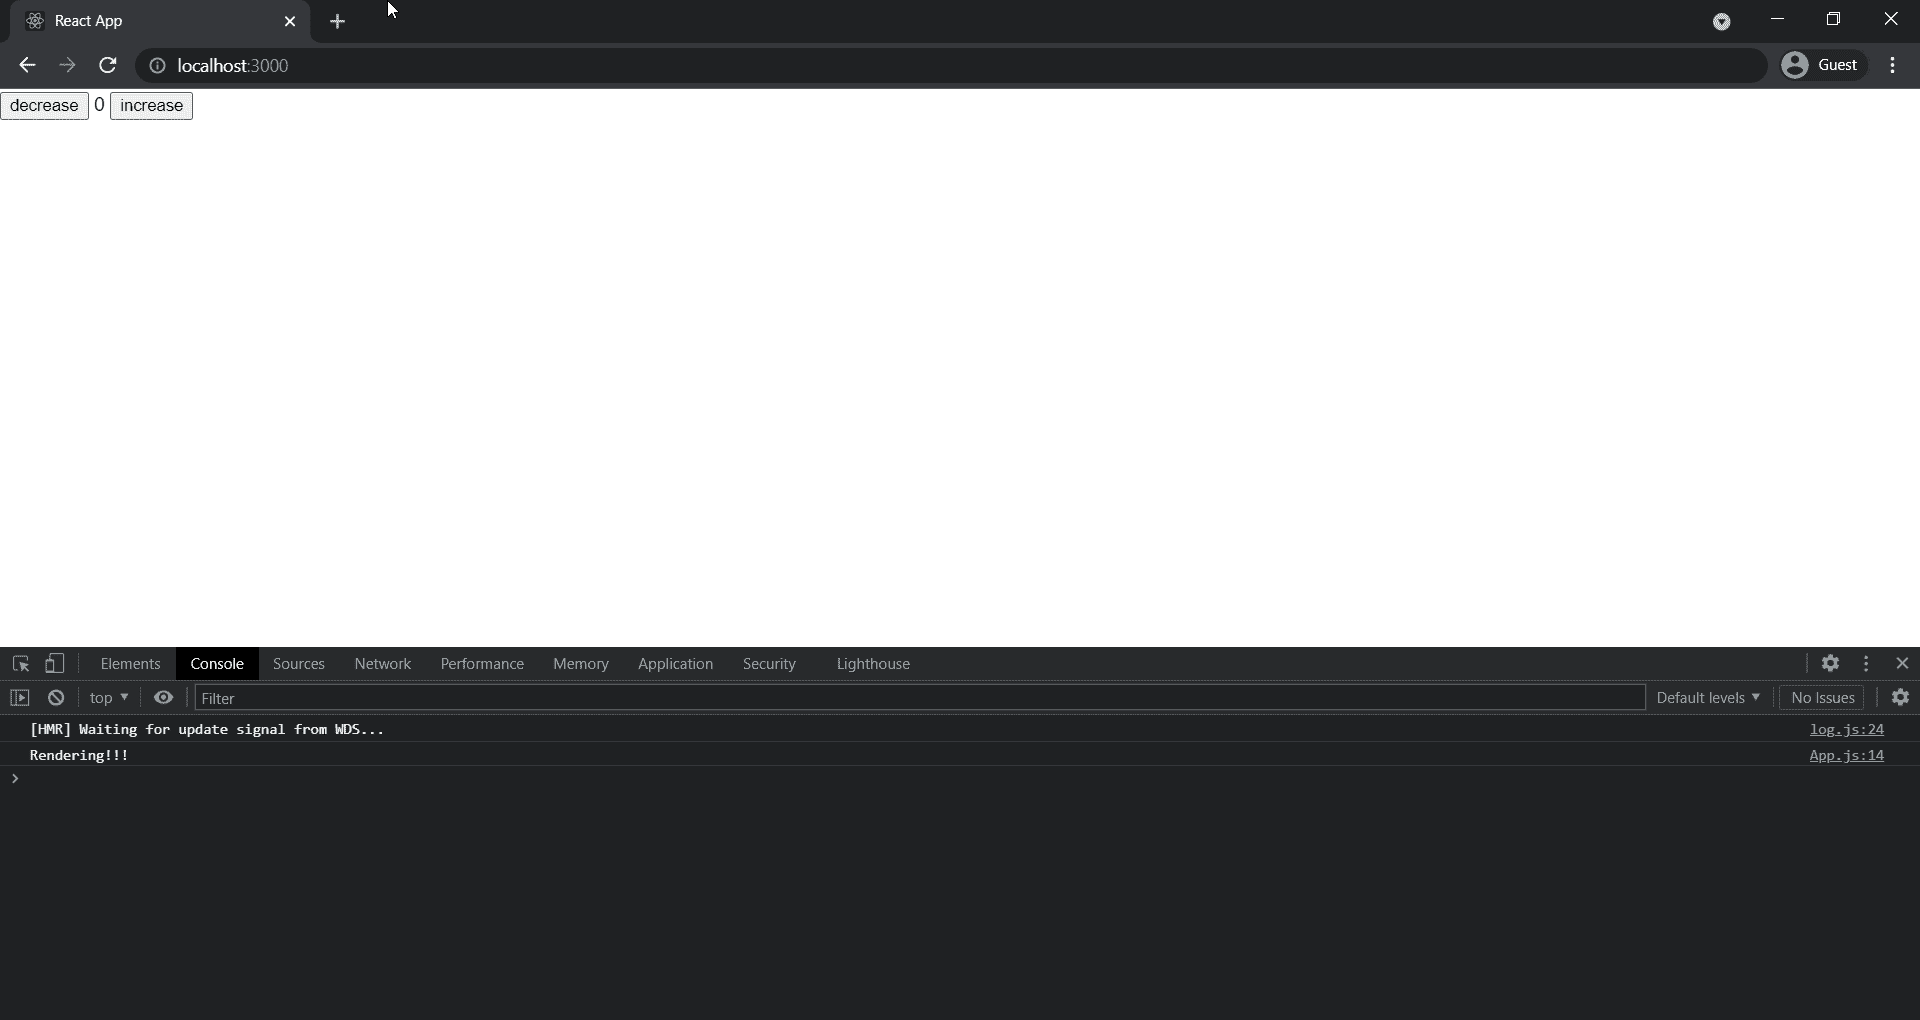 React App
localhost:3000
Guest
decrease 0 increase
Elements Console Sources Network Performance Memory Application Security Lighthouse
top Filter Default levels No Issues
[HMR] Waiting for update signal from WDS... log.js:24
Rendering!!! App.js:14